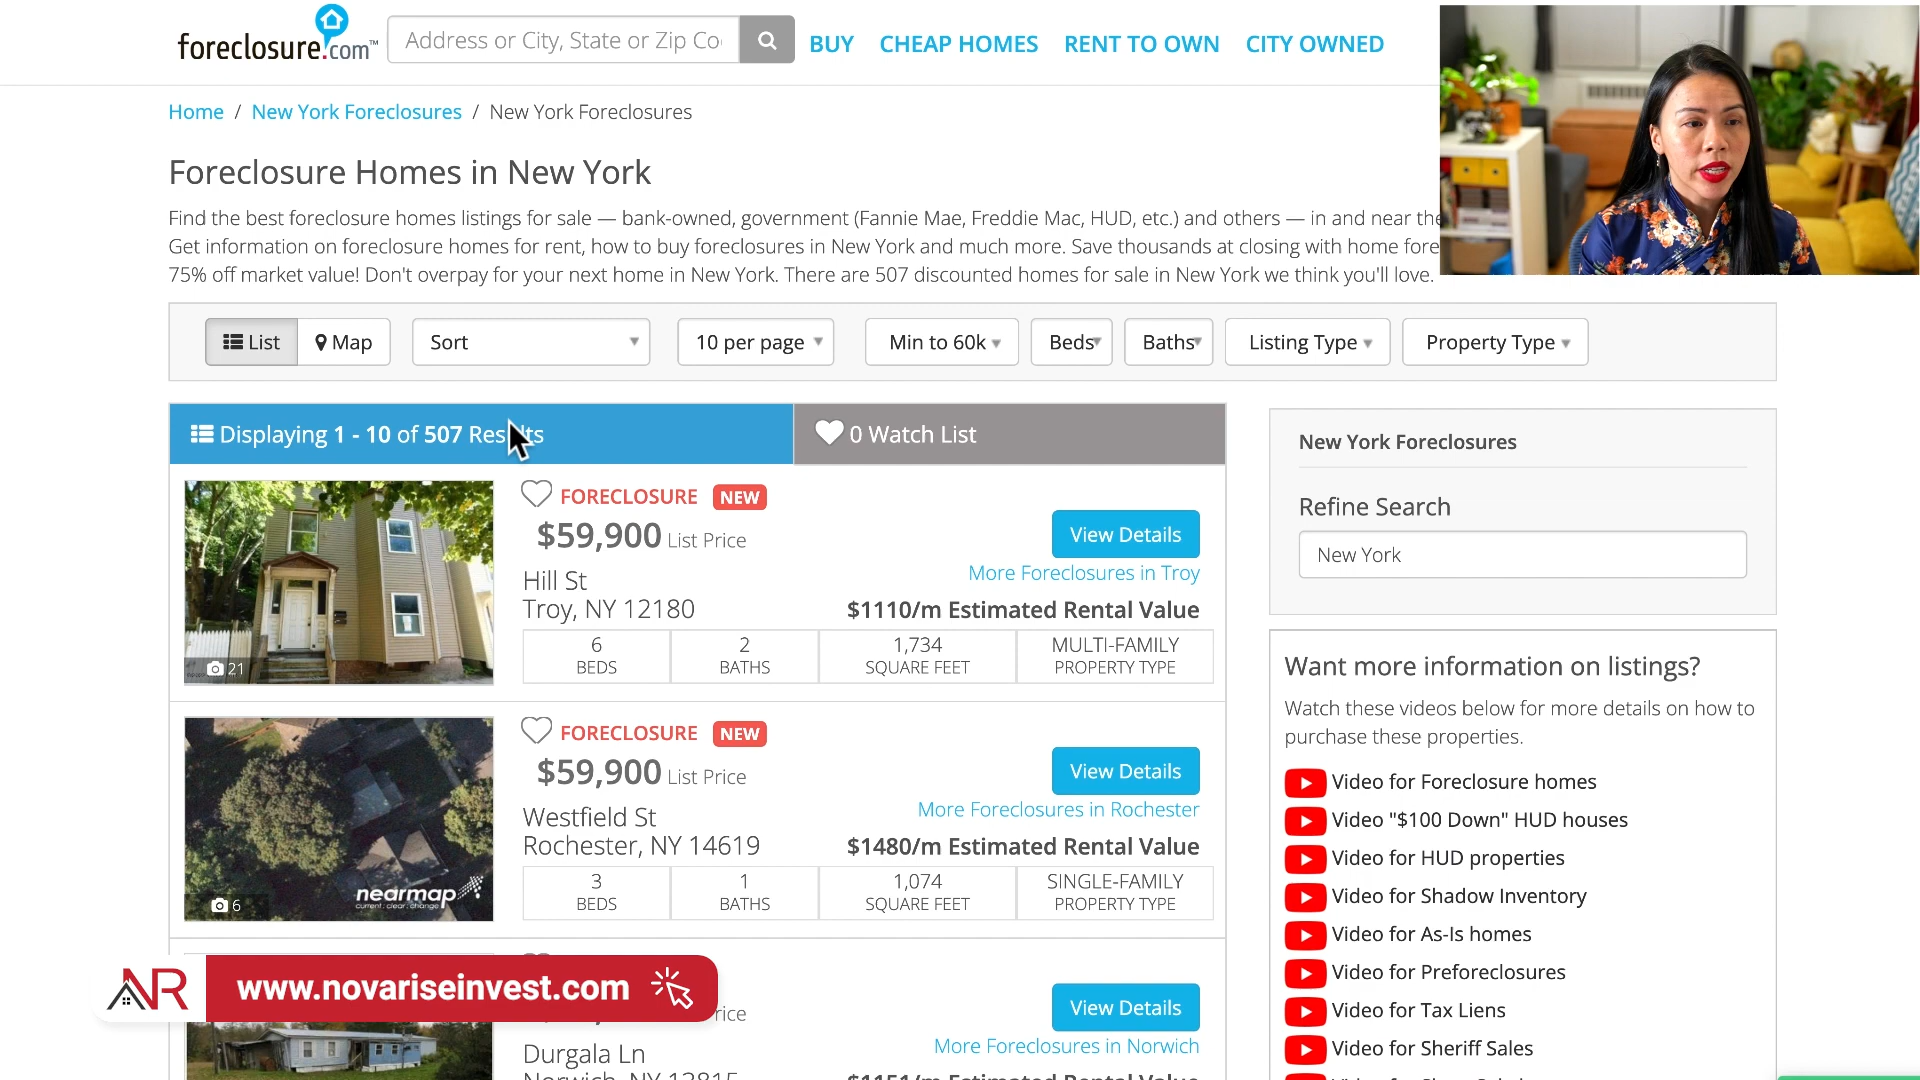 foreclosure.com™
Address or City, State or Zip Co
BUY
CHEAP HOMES
RENT TO OWN
CITY OWNED
Home / New York Foreclosures / New York Foreclosures
Foreclosure Homes in New York
Find the best foreclosure homes listings for sale — bank-owned, government (Fannie Mae, Freddie Mac, HUD, etc.) and others — in and near the
Get information on foreclosure homes for rent, how to buy foreclosures in New York and much more. Save thousands at closing with home fore
75% off market value! Don't overpay for your next home in New York. There are 507 discounted homes for sale in New York we think you'll love.
List
Map
Sort
10 per page
Min to 60k
Beds
Baths
Listing Type
Property Type
Displaying 1 - 10 of 507 Results
0 Watch List
FORECLOSURE NEW
$59,900 List Price
View Details
Hill St
More Foreclosures in Troy
Troy, NY 12180
$1110/m Estimated Rental Value
6
BEDS
2
BATHS
1,734
SQUARE FEET
MULTI-FAMILY
PROPERTY TYPE
21
FORECLOSURE NEW
$59,900 List Price
View Details
Westfield St
More Foreclosures in Rochester
Rochester, NY 14619
$1480/m Estimated Rental Value
3
BEDS
1
BATHS
1,074
SQUARE FEET
SINGLE-FAMILY
PROPERTY TYPE
nearmap
current : clear : change
6
NR
www.novariseinvest.com
rice
View Details
Durgala Ln
More Foreclosures in Norwich
Norwich, NY 13815
$1151/m Estimated Rental Value
New York Foreclosures
Refine Search
New York
Want more information on listings?
Watch these videos below for more details on how to
purchase these properties.
Video for Foreclosure homes
Video "$100 Down" HUD houses
Video for HUD properties
Video for Shadow Inventory
Video for As-Is homes
Video for Preforeclosures
Video for Tax Liens
Video for Sheriff Sales